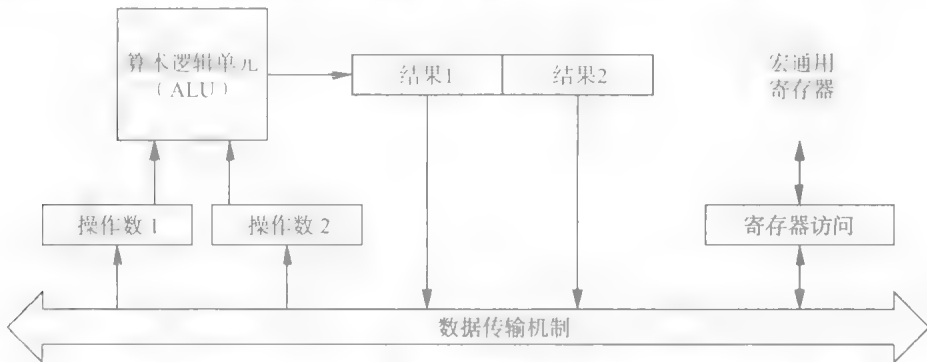 算术逻辑单元
（ALU）
结果1
结果2
宏通用
寄存器
操作数 1
操作数 2
寄存器访问
数据传输机制